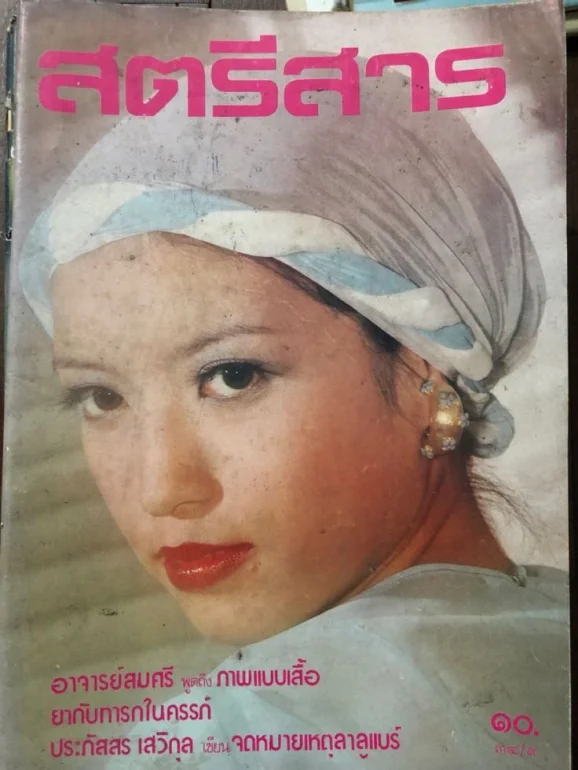 สตรีสาร
อาจารย์สมศรี พูดถึง ภาพแบบเสื้อ
ยากับทารกในครรภ์
ประภัสสร เสวิกุล เขียน จดหมายเหตุลาลูแบร์
๑๐.